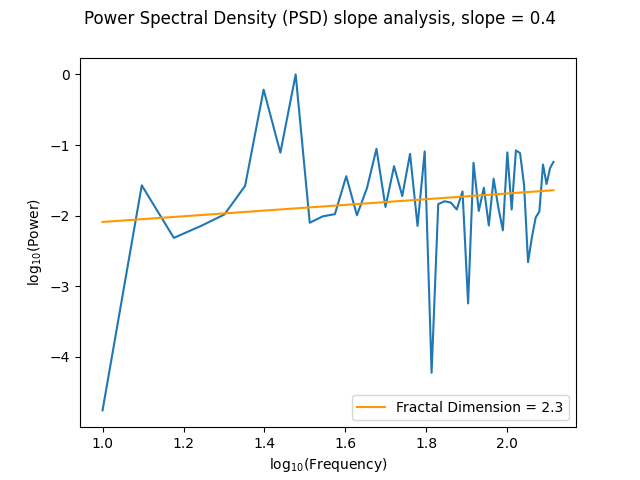 Power Spectral Density (PSD) slope analysis, slope = 0.4
log₁₀(Power)
0
−1
−2
−3
−4
Fractal Dimension = 2.3
1.0 1.2 1.4 1.6 1.8 2.0
log₁₀(Frequency)